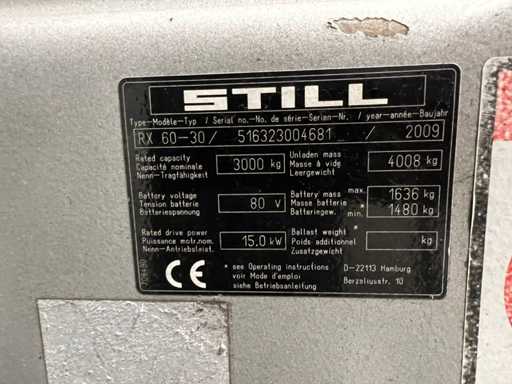 STILL
Type-Modèle-Typ / Serial no.-No. de série-Serien-Nr. / year-année-Baujahr
RX 60-30 / 516323004681 / 2009
Rated capacity
Capacité nominale
Nenn-Tragfähigkeit
3000 kg
Unladen mass
Masse à vide
Leergewicht
4008 kg
Battery voltage
Tension batterie
Batteriespannung
80 V
Battery mass max.
Masse batterie
Batteriegew. min.
1636 kg
1480 kg
Rated drive power
Puissance motr.nom.
Nenn-Antriebsleist.
15.0 kW
Ballast weight *
Poids additionnel
Zusatzgewicht
kg
CE
* see Operating instructions
voir Mode d'emploi
siehe Betriebsanleitung
D-22113 Hamburg
Berzeliusstr. 10